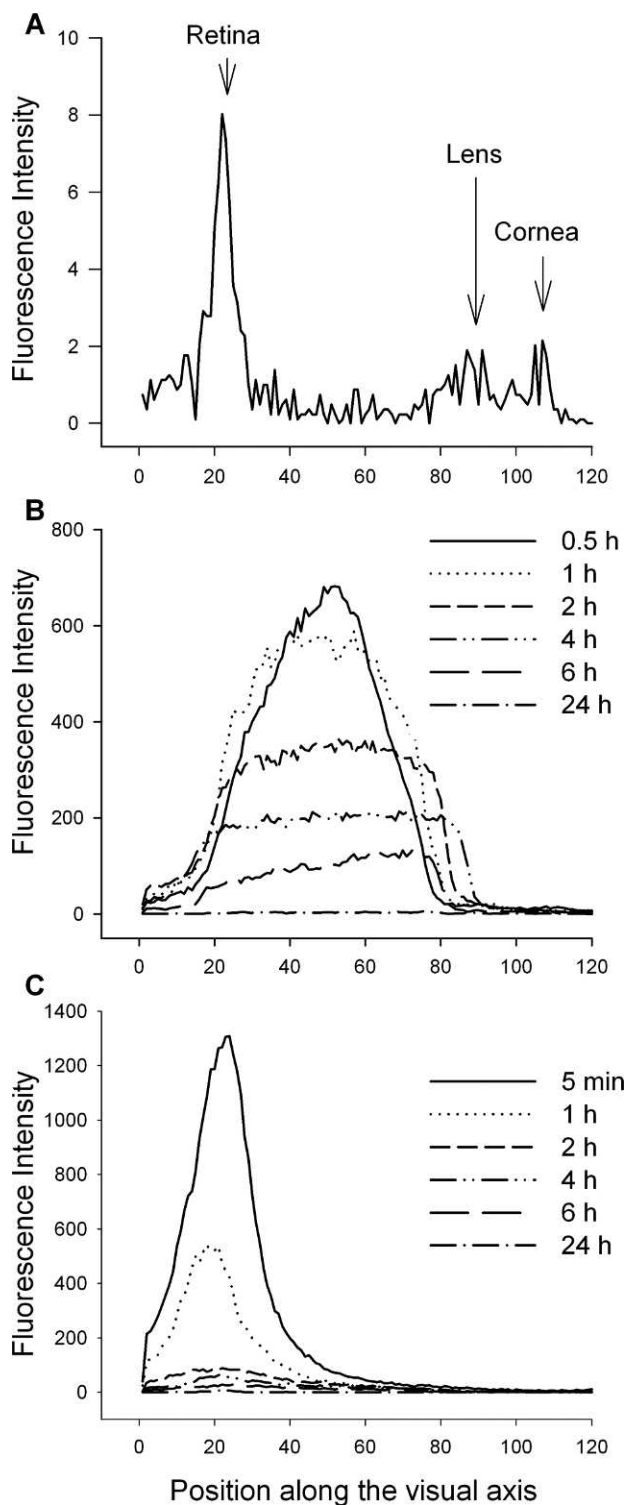 A
Fluorescence Intensity
10
8
6
4
2
0
Retina
Lens
Cornea
0 20 40 60 80 100 120
B
Fluorescence Intensity
800
600
400
200
0
0.5 h
1 h
2 h
4 h
6 h
24 h
0 20 40 60 80 100 120
C
Fluorescence Intensity
1400
1200
1000
800
600
400
200
0
5 min
1 h
2 h
4 h
6 h
24 h
0 20 40 60 80 100 120
Position along the visual axis